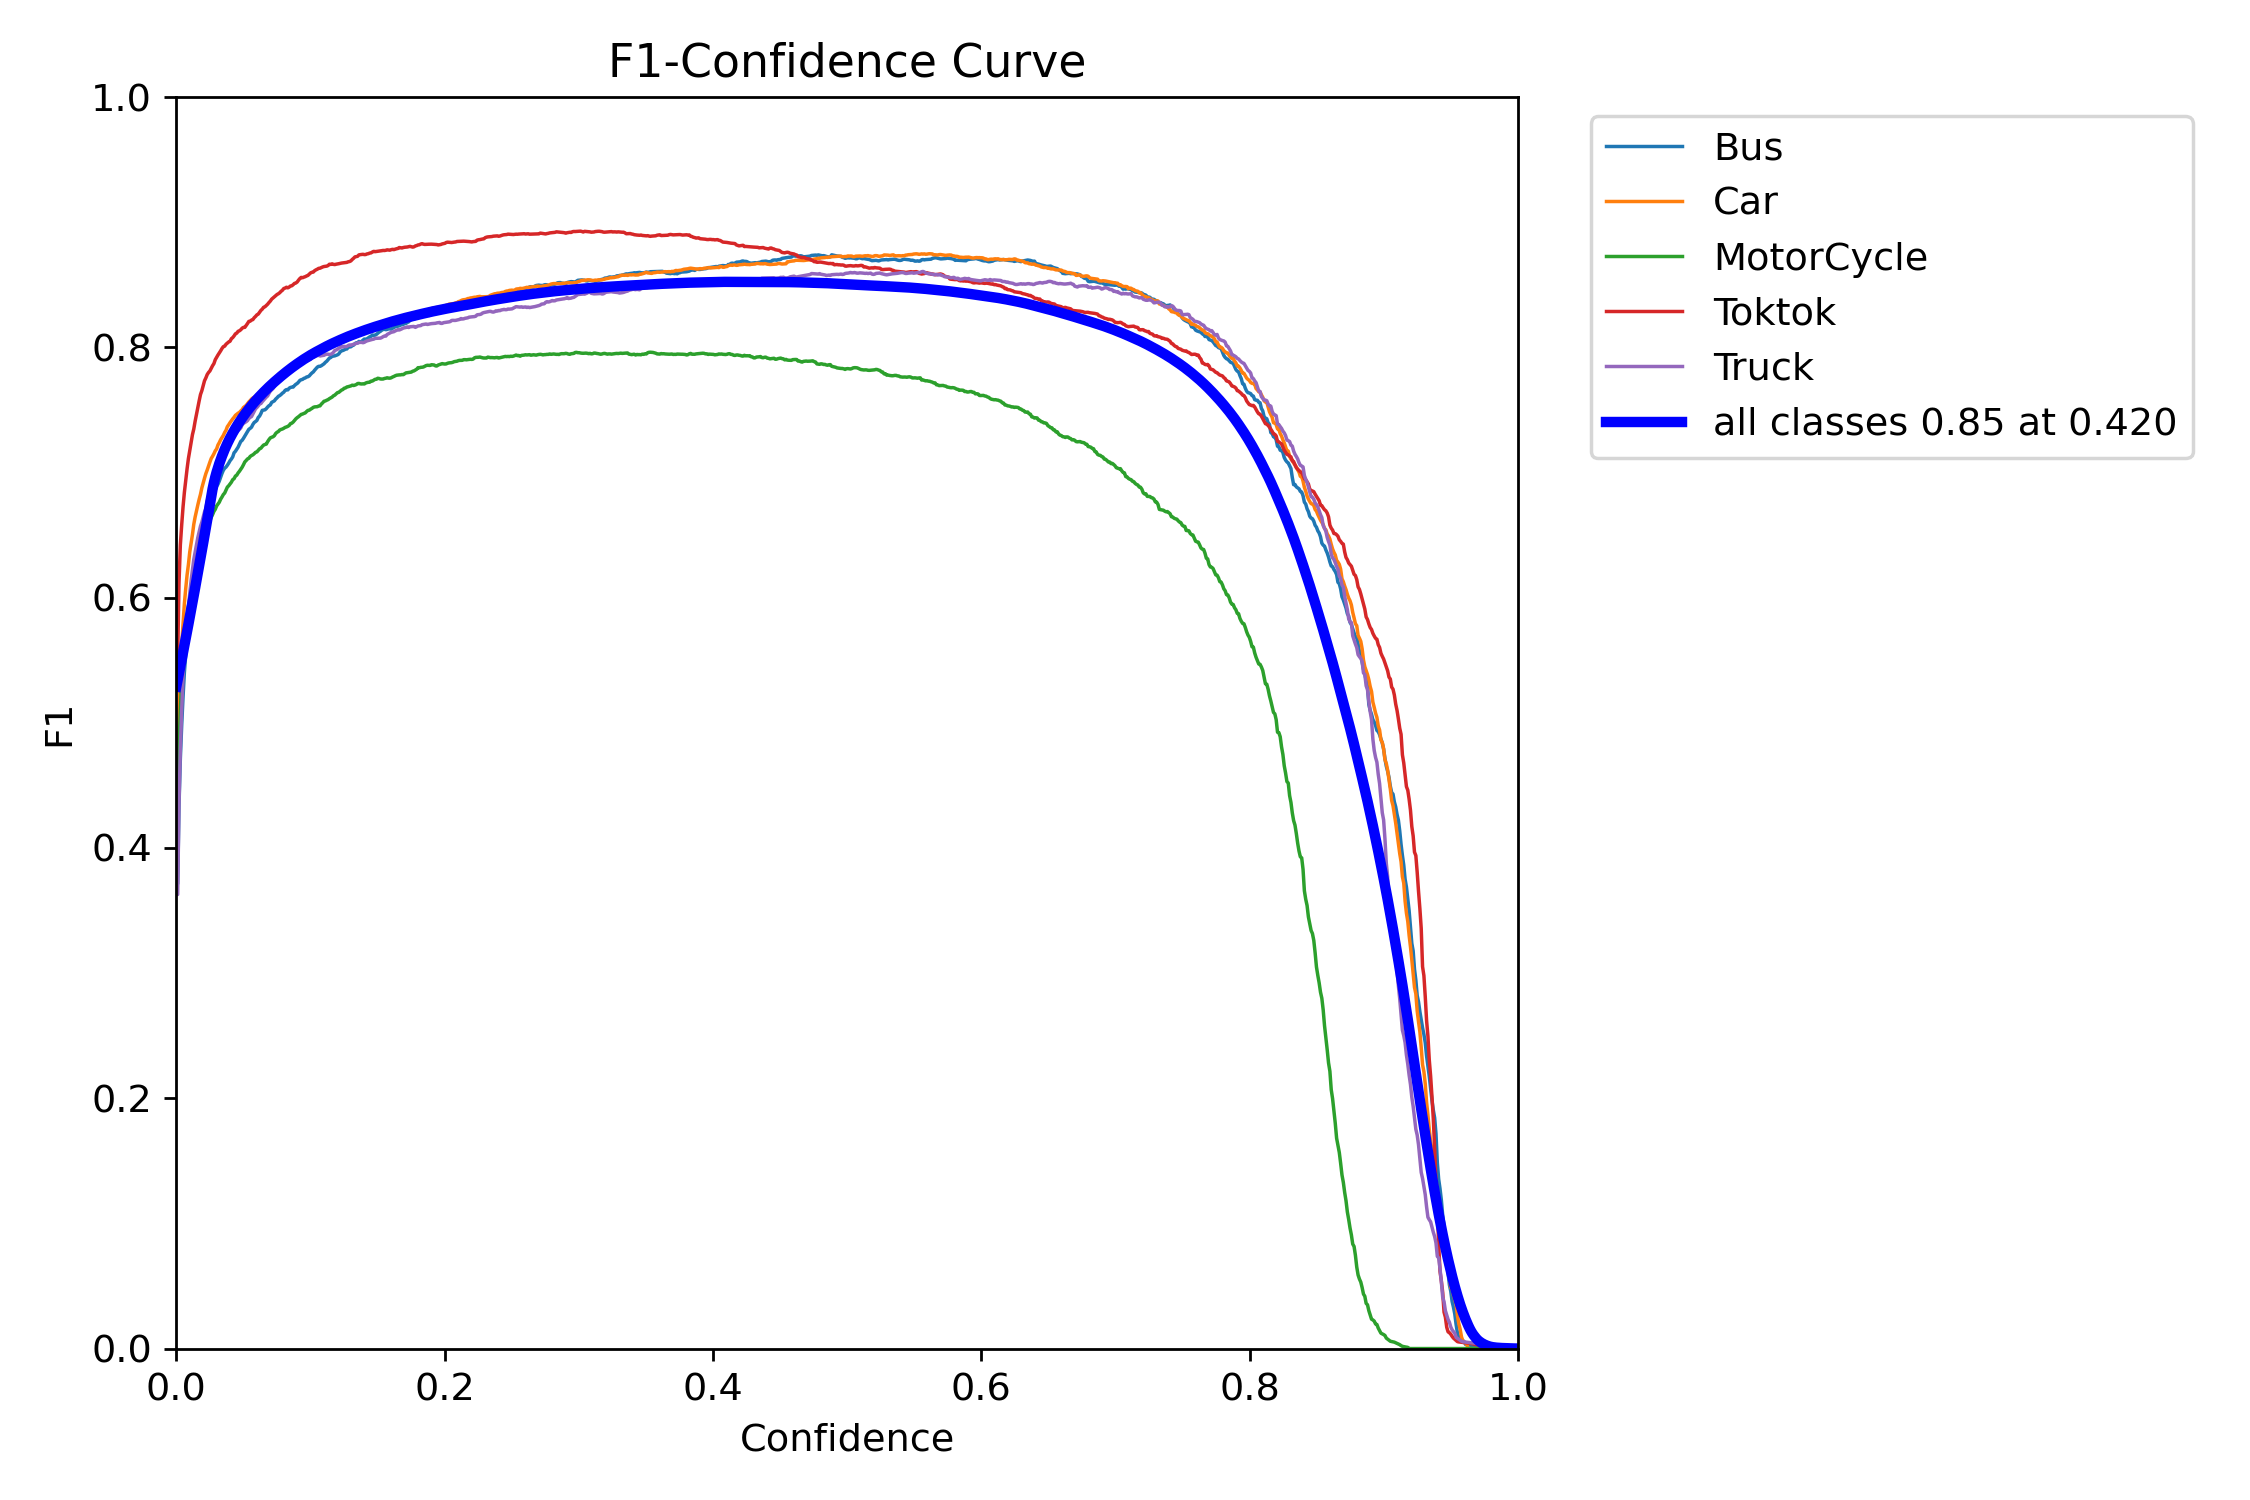 F1-Confidence Curve
1.0
0.8
0.6
0.4
0.2
0.0
F1
0.0 0.2 0.4 0.6 0.8 1.0
Confidence
Bus
Car
MotorCycle
Toktok
Truck
all classes 0.85 at 0.420